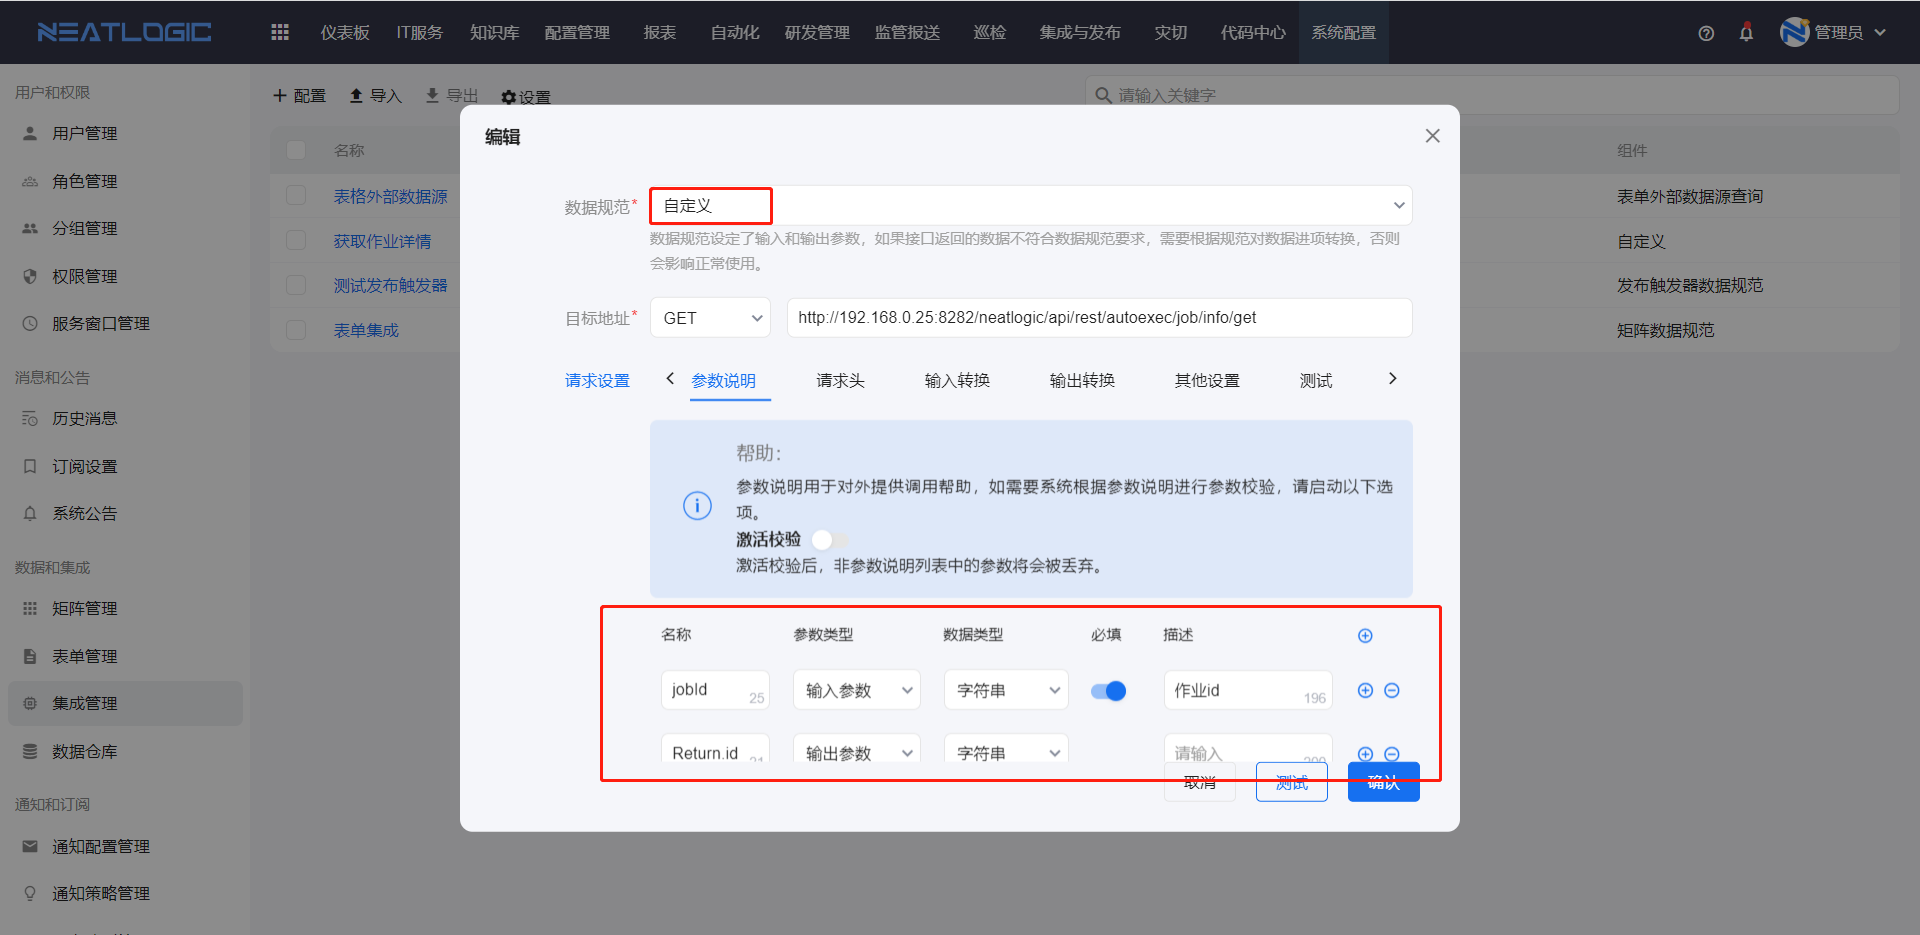 NEATLOGIC 仪表板 IT服务 知识库 配置管理 报表 自动化 研发管理 监管报送 巡检 集成与发布 灾切 代码中心 系统配置 管理员
用户和权限
用户管理
角色管理
分组管理
权限管理
服务窗口管理
消息和公告
历史消息
订阅设置
系统公告
数据和集成
矩阵管理
表单管理
集成管理
数据仓库
通知和订阅
通知配置管理
通知策略管理
配置 导入 导出 设置 请输入关键字
名称 组件
表格外部数据源 表单外部数据源查询
获取作业详情 自定义
测试发布触发器 发布触发器数据规范
表单集成 矩阵数据规范
编辑
数据规范* 自定义
数据规范设定了输入和输出参数，如果接口返回的数据不符合数据规范要求，需要根据规范对数据进项转换，否则
会影响正常使用。
目标地址* GET http://192.168.0.25:8282/neatlogic/api/rest/autoexec/job/info/get
请求设置 参数说明 请求头 输入转换 输出转换 其他设置 测试
帮助：
参数说明用于对外提供调用帮助，如需要系统根据参数说明进行参数校验，请启动以下选
项。
激活校验
激活校验后，非参数说明列表中的参数将会被丢弃。
名称 参数类型 数据类型 必填 描述
jobId 25 输入参数 字符串 作业id 196
Return.id 输出参数 字符串 请输入
取消 测试 确认